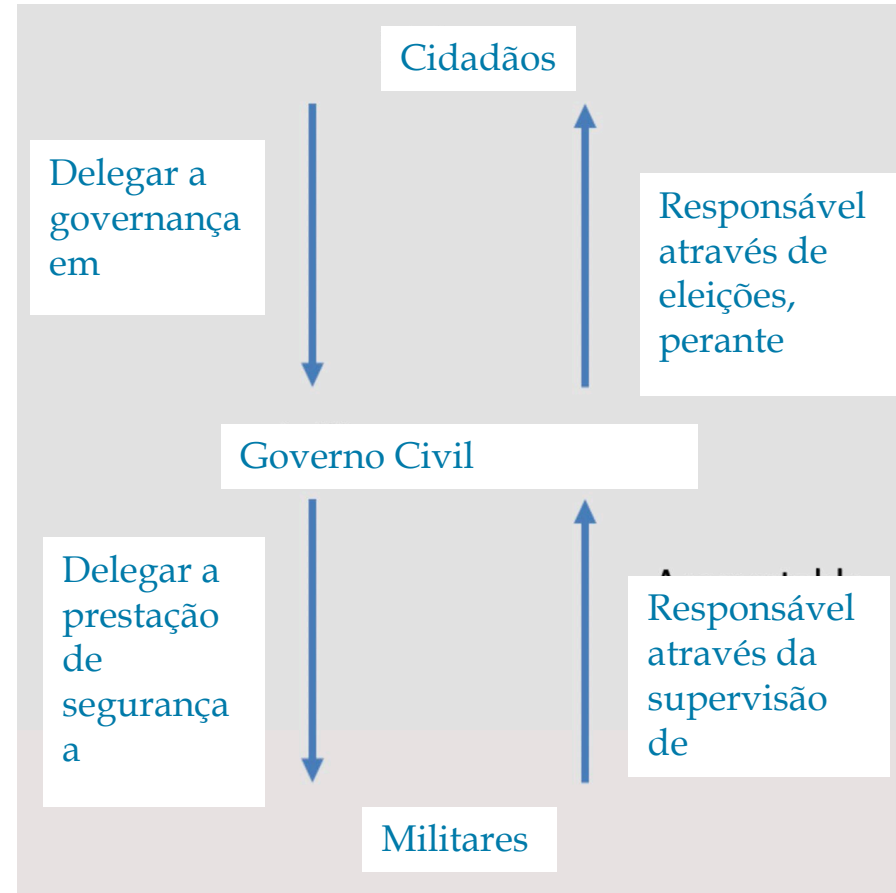 Cidadãos
Delegar a
governança
em
Responsável
através de
eleições,
perante
Governo Civil
Delegar a
prestação
de
segurança
a
Responsável
através da
supervisão
de
Militares